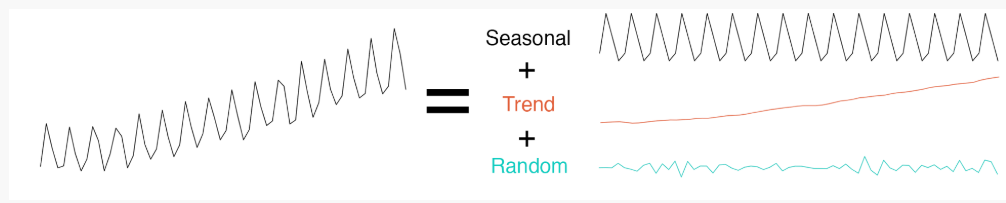 Seasonal
+
Trend
+
Random